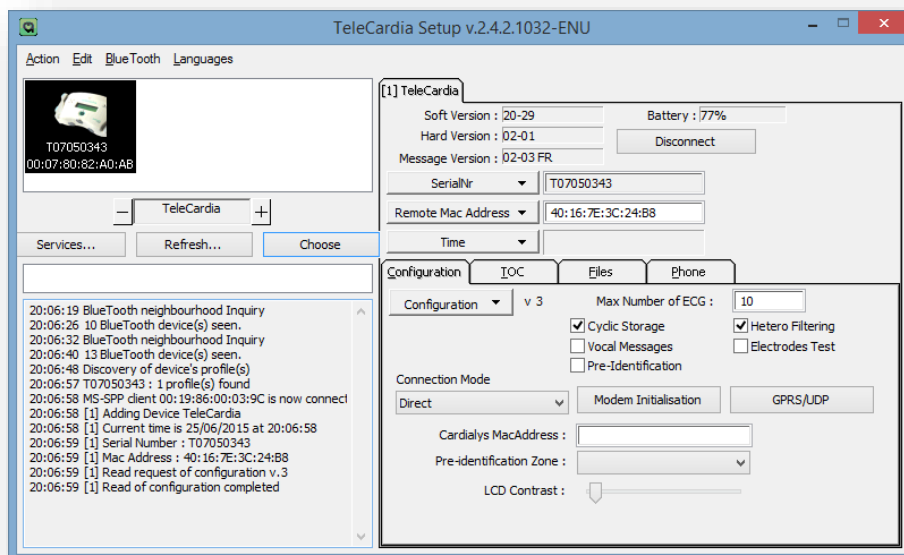 TeleCardia Setup v.2.4.2.1032-ENU
Action Edit BlueTooth Languages
T07050343
00:07:80:82:A0:AB
TeleCardia
Services... Refresh... Choose
20:06:19 BlueTooth neighbourhood Inquiry
20:06:26 10 BlueTooth device(s) seen.
20:06:32 BlueTooth neighbourhood Inquiry
20:06:40 13 BlueTooth device(s) seen.
20:06:48 Discovery of device's profile(s)
20:06:57 T07050343 : 1 profile(s) found
20:06:58 MS-SPP client 00:19:86:00:03:9C is now connect
20:06:58 [1] Adding Device TeleCardia
20:06:58 [1] Current time is 25/06/2015 at 20:06:58
20:06:59 [1] Serial Number : T07050343
20:06:59 [1] Mac Address : 40:16:7E:3C:24:B8
20:06:59 [1] Read request of configuration v.3
20:06:59 [1] Read of configuration completed
[1] TeleCardia
Soft Version : 20-29 Battery : 77%
Hard Version : 02-01 Disconnect
Message Version : 02-03 FR
SerialNr T07050343
Remote Mac Address 40:16:7E:3C:24:B8
Time
Configuration TOC Files Phone
Configuration v 3 Max Number of ECG : 10
Cyclic Storage Hetero Filtering
Vocal Messages Electrodes Test
Pre-Identification
Connection Mode
Direct Modem Initialisation GPRS/UDP
Cardialys MacAddress :
Pre-identification Zone :
LCD Contrast :